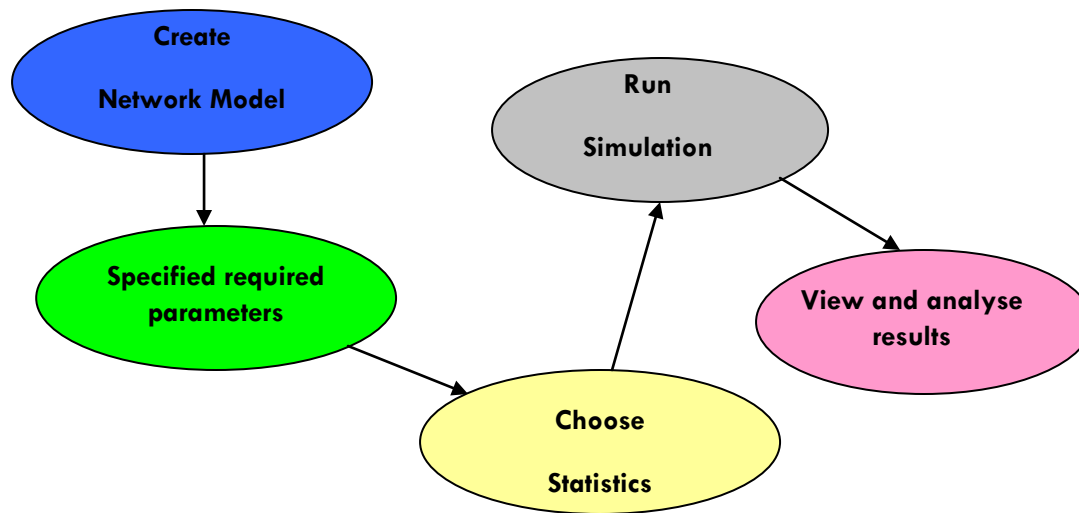 Create
Network Model
Specified required
parameters
Choose
Statistics
Run
Simulation
View and analyse
results